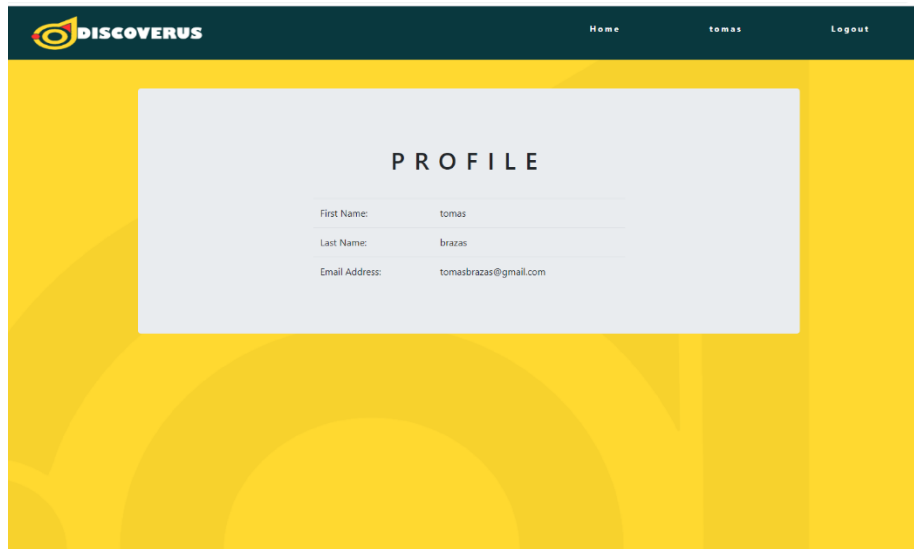 DISCOVERUS Home tomas Logout
PROFILE
First Name: tomas
Last Name: brazas
Email Address: tomasbrazas@gmail.com